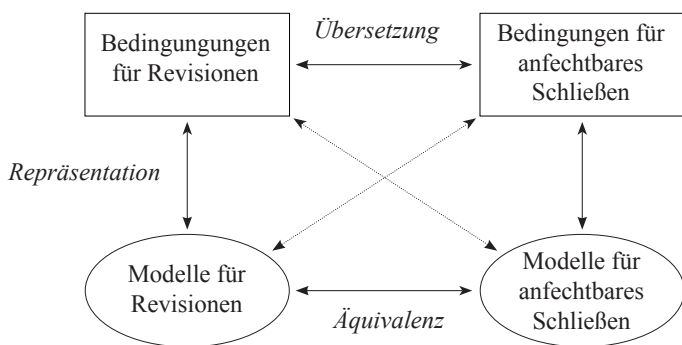 Bedingungungen
für Revisionen
Übersetzung
Bedingungen für
anfechtbares
Schließen
Repräsentation
Modelle für
Revisionen
Äquivalenz
Modelle für
anfechtbares
Schließen